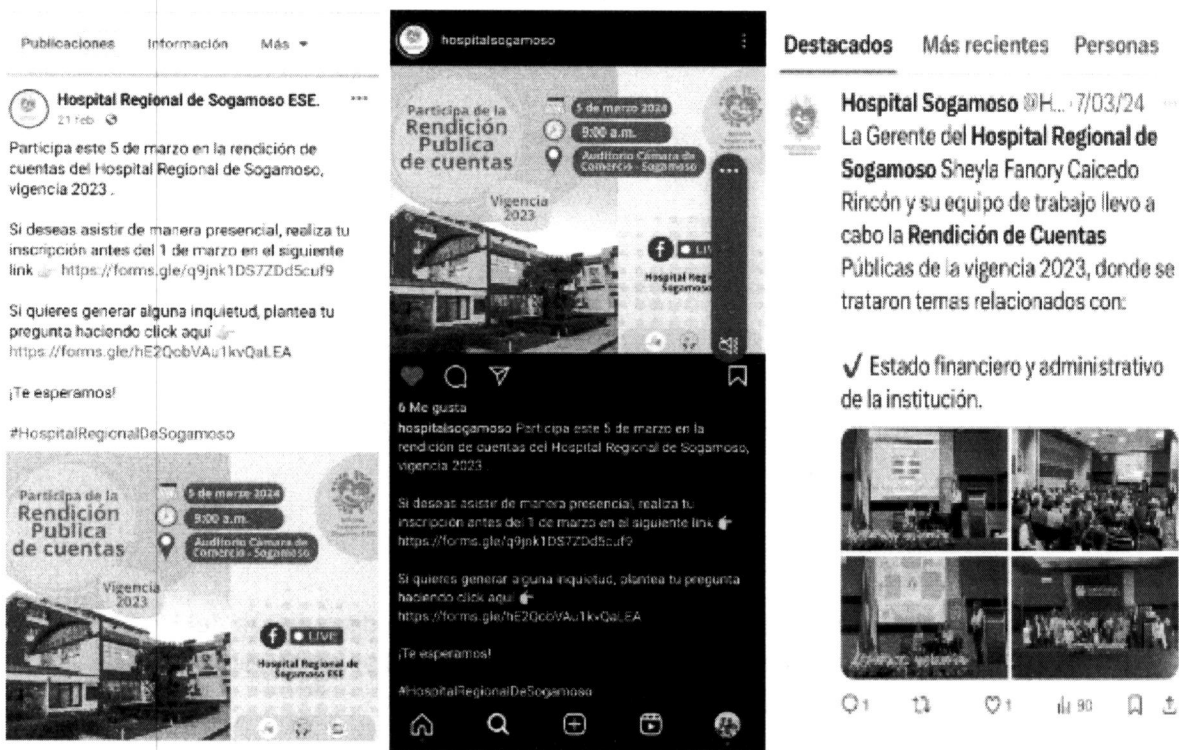 Publicaciones Información Más
Hospital Regional de Sogamoso ESE.
21 feb
Participa este 5 de marzo en la rendición de
cuentas del Hospital Regional de Sogamoso,
vigencia 2023 .
Si deseas asistir de manera presencial, realiza tu
inscripción antes del 1 de marzo en el siguiente
link 👉 https://forms.gle/q9jnk1DS7ZDd5cuf9
Si quieres generar alguna inquietud, plantea tu
pregunta haciendo click aquí 👉
https://forms.gle/hE2QobVAu1kvQaLEA
¡Te esperamos!
#HospitalRegionalDeSogamoso
Participa de la
Rendición
Publica
de cuentas
Vigencia
2023
5 de marzo 2024
9:00 a.m.
Auditorio Cámara de
Comercio - Sogamoso
LIVE
Hospital Regional de
Sogamoso ESE
hospitalsogamoso
Participa de la
Rendición
Publica
de cuentas
Vigencia
2023
5 de marzo 2024
9:00 a.m.
Auditorio Cámara de
Comercio - Sogamoso
LIV
Hospital Reg
Sogamoso
6 Me gusta
hospitalsogamoso Participa este 5 de marzo en la
rendición de cuentas del Hospital Regional de Sogamoso,
vigencia 2023 .
Si deseas asistir de manera presencial, realiza tu
inscripción antes del 1 de marzo en el siguiente link 👉
https://forms.gle/q9jnk1DS7ZDd5cuf9
Si quieres generar alguna inquietud, plantea tu pregunta
haciendo click aquí 👉
https://forms.gle/hE2QobVAu1kvQaLEA
¡Te esperamos!
#HospitalRegionalDeSogamoso
Destacados Más recientes Personas
Hospital Sogamoso @H... · 7/03/24
La Gerente del Hospital Regional de
Sogamoso Sheyla Fanory Caicedo
Rincón y su equipo de trabajo llevo a
cabo la Rendición de Cuentas
Públicas de la vigencia 2023, donde se
trataron temas relacionados con:
✓ Estado financiero y administrativo
de la institución.
1 1 90